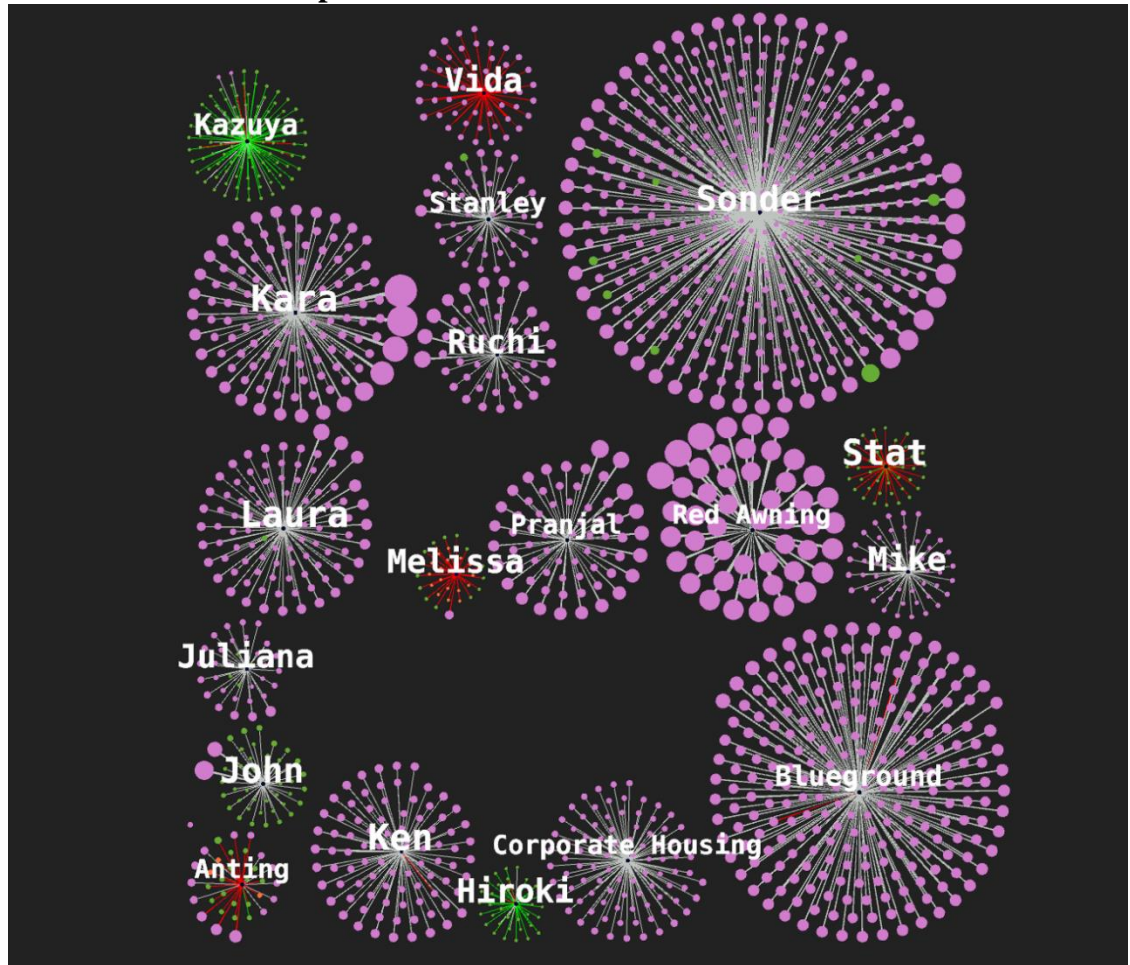 Vida
Kazuya
Sonder
Stanley
Kara
Ruchi
Stat
Laura
Red Awning
Pranjal
Melissa
Mike
Juliana
John
Blueground
Ken
Corporate Housing
Anting
Hiroki